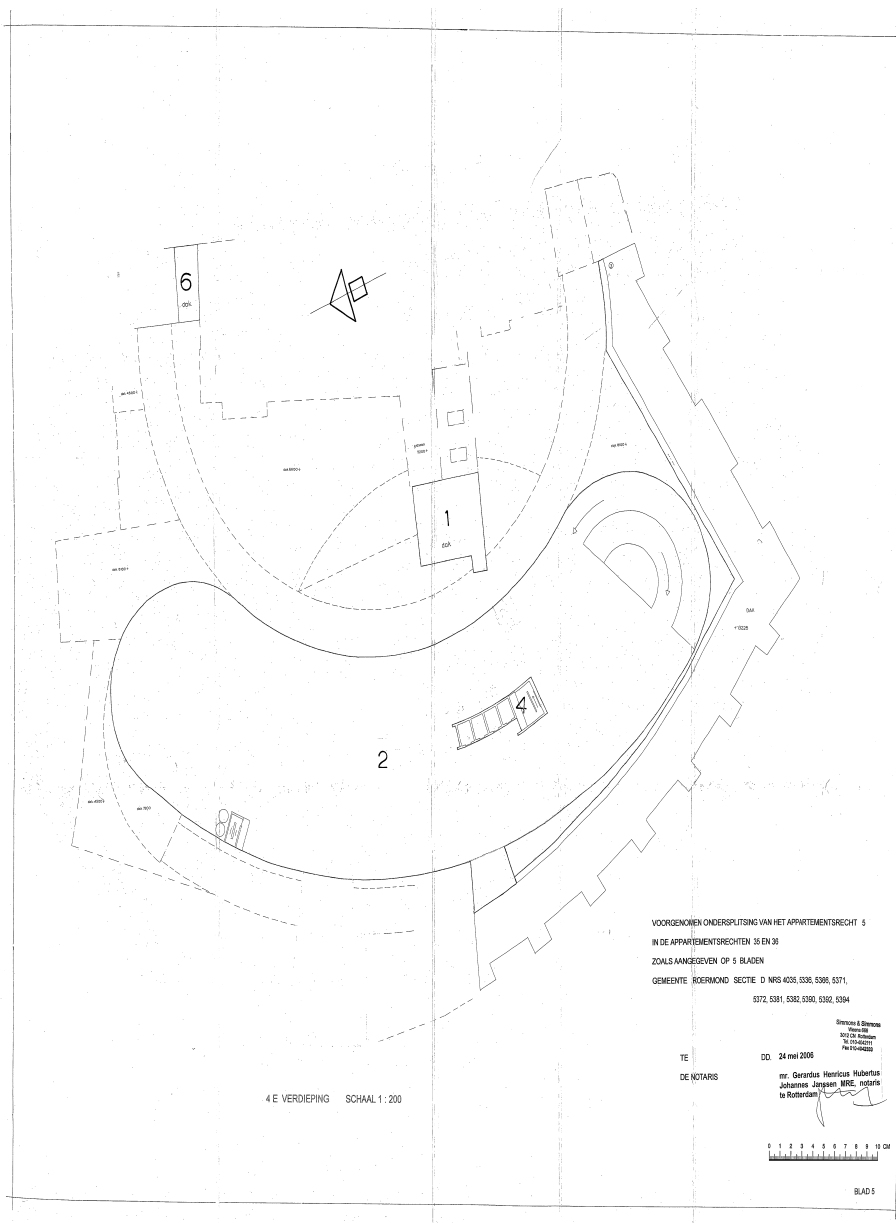 6
dak
1
dak
DAK
4
2
VOORGENOMEN ONDERSPLITSING VAN HET APPARTEMENTSRECHT 5
IN DE APPARTEMENTSRECHTEN 35 EN 36
ZOALS AANGEGEVEN OP 5 BLADEN
GEMEENTE ROERMOND SECTIE D NRS 4035, 5336, 5366, 5371,
5372, 5381, 5382, 5390, 5392, 5394
Simmons & Simmons
TE DD. 24 mei 2006
DE NOTARIS mr. Gerardus Henricus Hubertus
Johannes Janssen MRE, notaris
te Rotterdam
4 E VERDIEPING SCHAAL 1 : 200
0 1 2 3 4 5 6 7 8 9 10 CM
BLAD 5